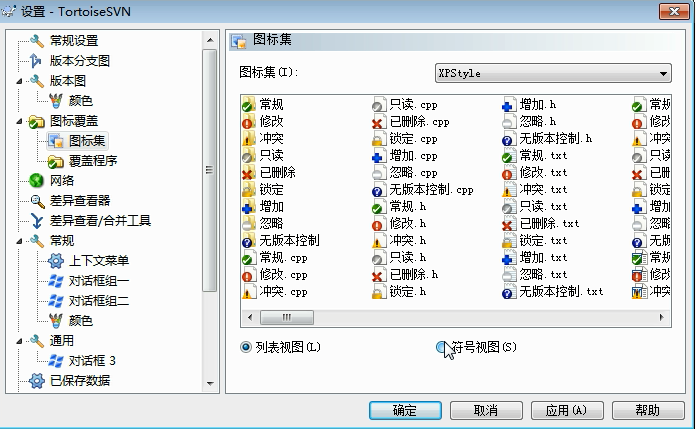 设置 - TortoiseSVN
常规设置
版本分支图
版本图
颜色
图标覆盖
图标集
覆盖程序
网络
差异查看器
差异查看/合并工具
常规
上下文菜单
对话框组一
对话框组二
颜色
通用
对话框 3
已保存数据
图标集
图标集(I):
XPStyle
常规
修改
冲突
只读
已删除
锁定
增加
忽略
无版本控制
常规.cpp
修改.cpp
冲突.cpp
只读.cpp
已删除.cpp
锁定.cpp
增加.cpp
忽略.cpp
无版本控制.cpp
常规.h
修改.h
冲突.h
只读.h
已删除.h
锁定.h
增加.h
忽略.h
无版本控制.h
常规.txt
修改.txt
冲突.txt
只读.txt
已删除.txt
锁定.txt
增加.txt
忽略.txt
无版本控制.txt
常规
修改
冲突
只读
已删
锁定
增加
忽略
无版
常规
修改
冲突
列表视图(L)
符号视图(S)
确定
取消
应用(A)
帮助